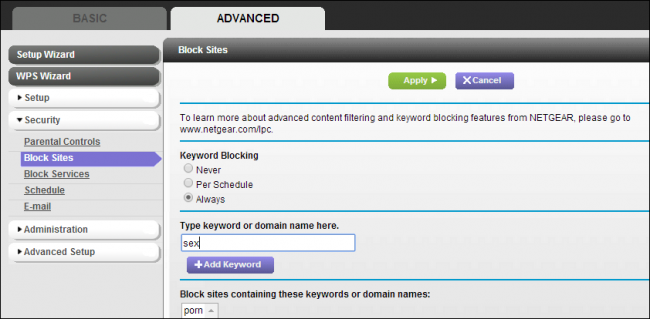 BASIC
ADVANCED
Setup Wizard
WPS Wizard
Setup
Security
Parental Controls
Block Sites
Block Services
Schedule
E-mail
Administration
Advanced Setup
Block Sites
Apply
Cancel
To learn more about advanced content filtering and keyword blocking features from NETGEAR, please go to
www.netgear.com/lpc.
Keyword Blocking
Never
Per Schedule
Always
Type keyword or domain name here.
sex
Add Keyword
Block sites containing these keywords or domain names:
porn